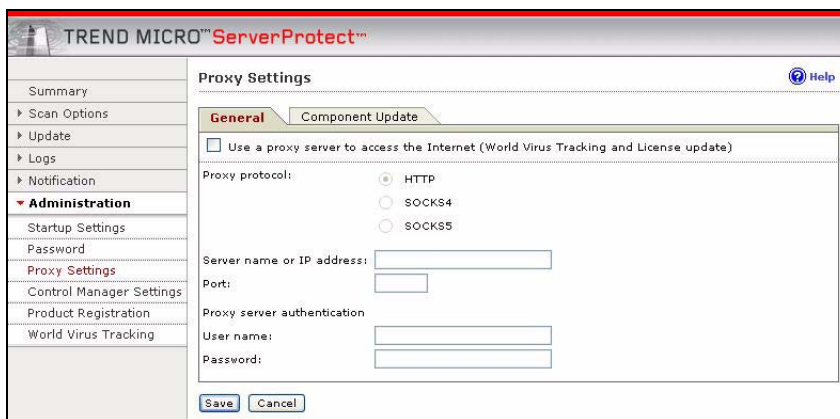 TREND MICRO™ ServerProtect™
Summary
Scan Options
Update
Logs
Notification
Administration
Startup Settings
Password
Proxy Settings
Control Manager Settings
Product Registration
World Virus Tracking
Proxy Settings
Help
General
Component Update
Use a proxy server to access the Internet (World Virus Tracking and License update)
Proxy protocol:
HTTP
SOCKS4
SOCKS5
Server name or IP address:
Port:
Proxy server authentication
User name:
Password:
Save
Cancel